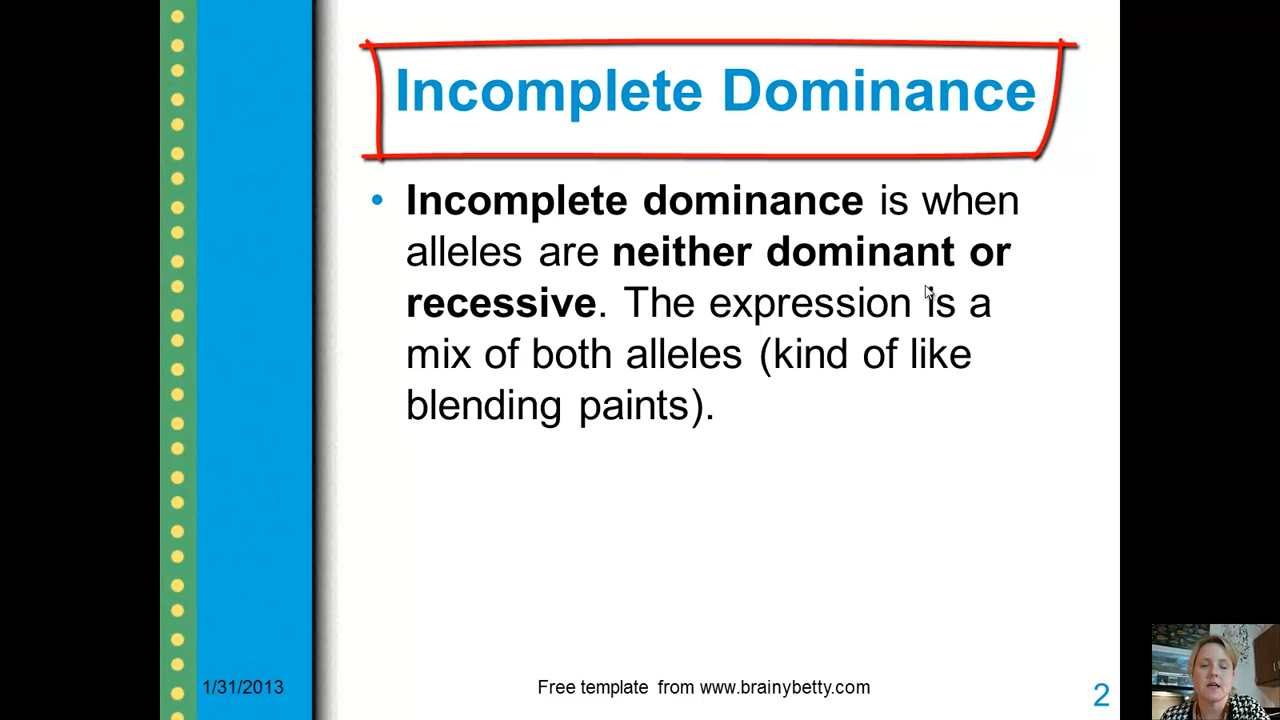 Incomplete Dominance
• Incomplete dominance is when
alleles are neither dominant or
recessive. The expression is a
mix of both alleles (kind of like
blending paints).
1/31/2013
Free template from www.brainybetty.com
2